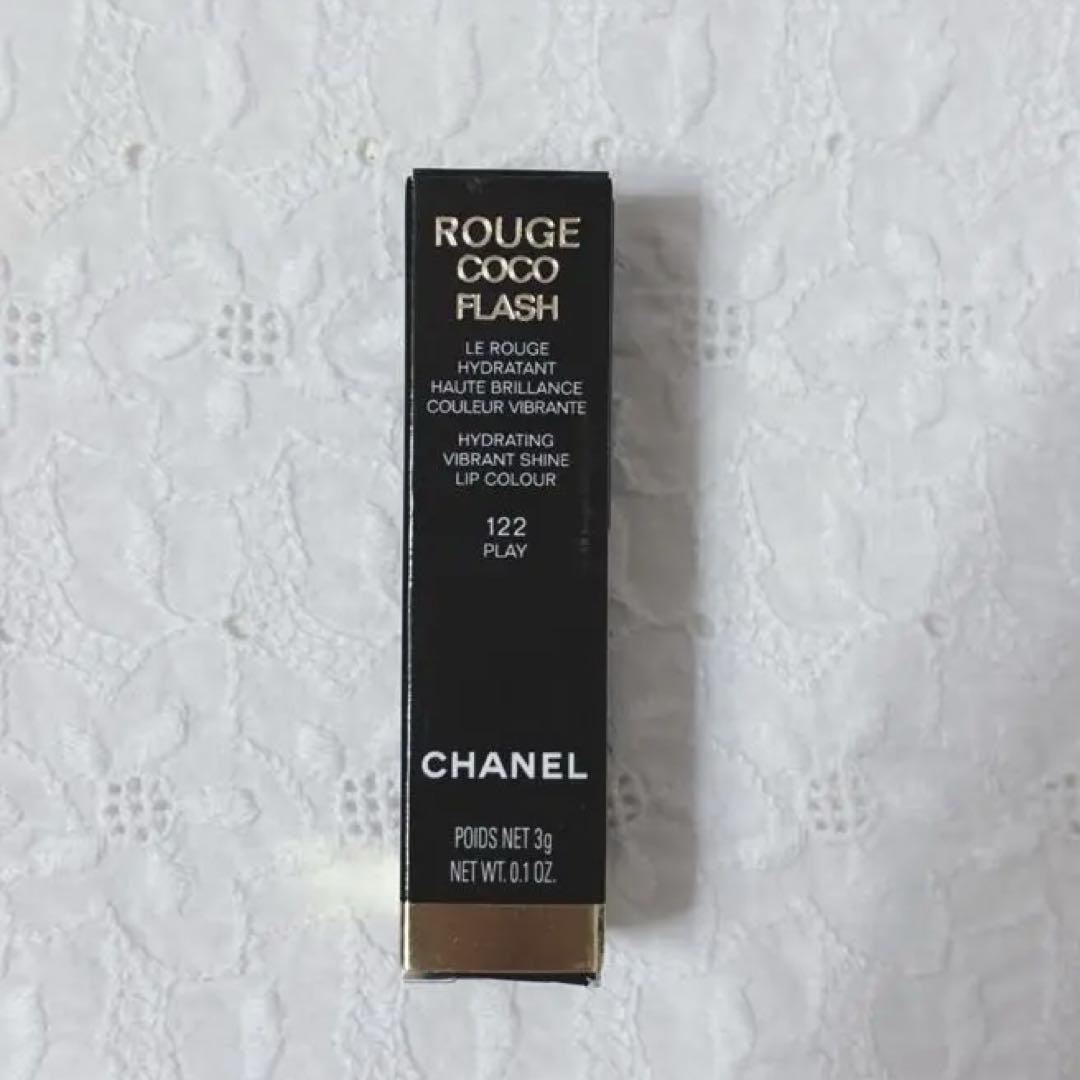 ROUGE
COCO
FLASH
LE ROUGE
HYDRATANT
HAUTE BRILLANCE
COULEUR VIBRANTE
HYDRATING
VIBRANT SHINE
LIP COLOUR
122
PLAY
CHANEL
POIDS NET 3g
NET WT. 0.1 OZ.